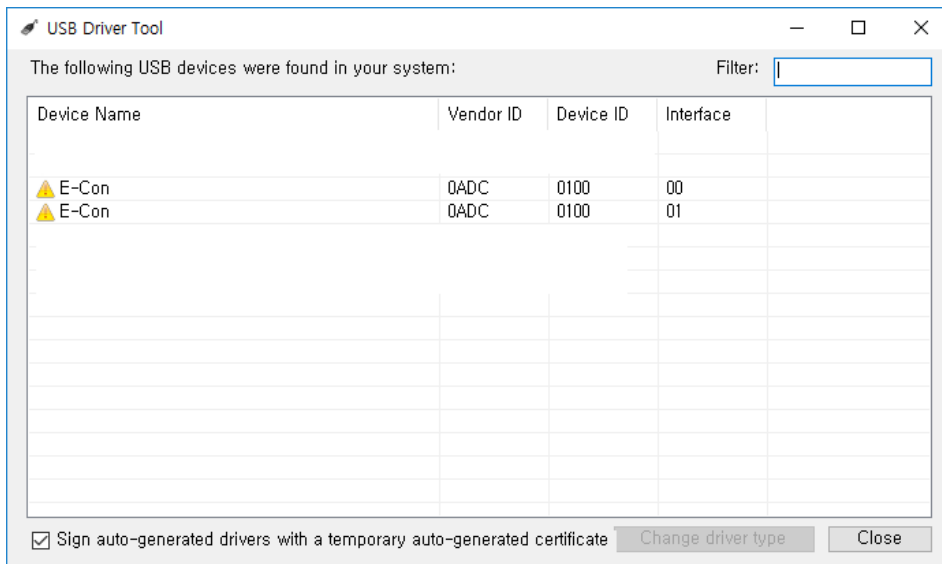 USB Driver Tool
The following USB devices were found in your system: Filter:
Device Name Vendor ID Device ID Interface
E-Con 0ADC 0100 00
E-Con 0ADC 0100 01
Sign auto-generated drivers with a temporary auto-generated certificate Change driver type Close